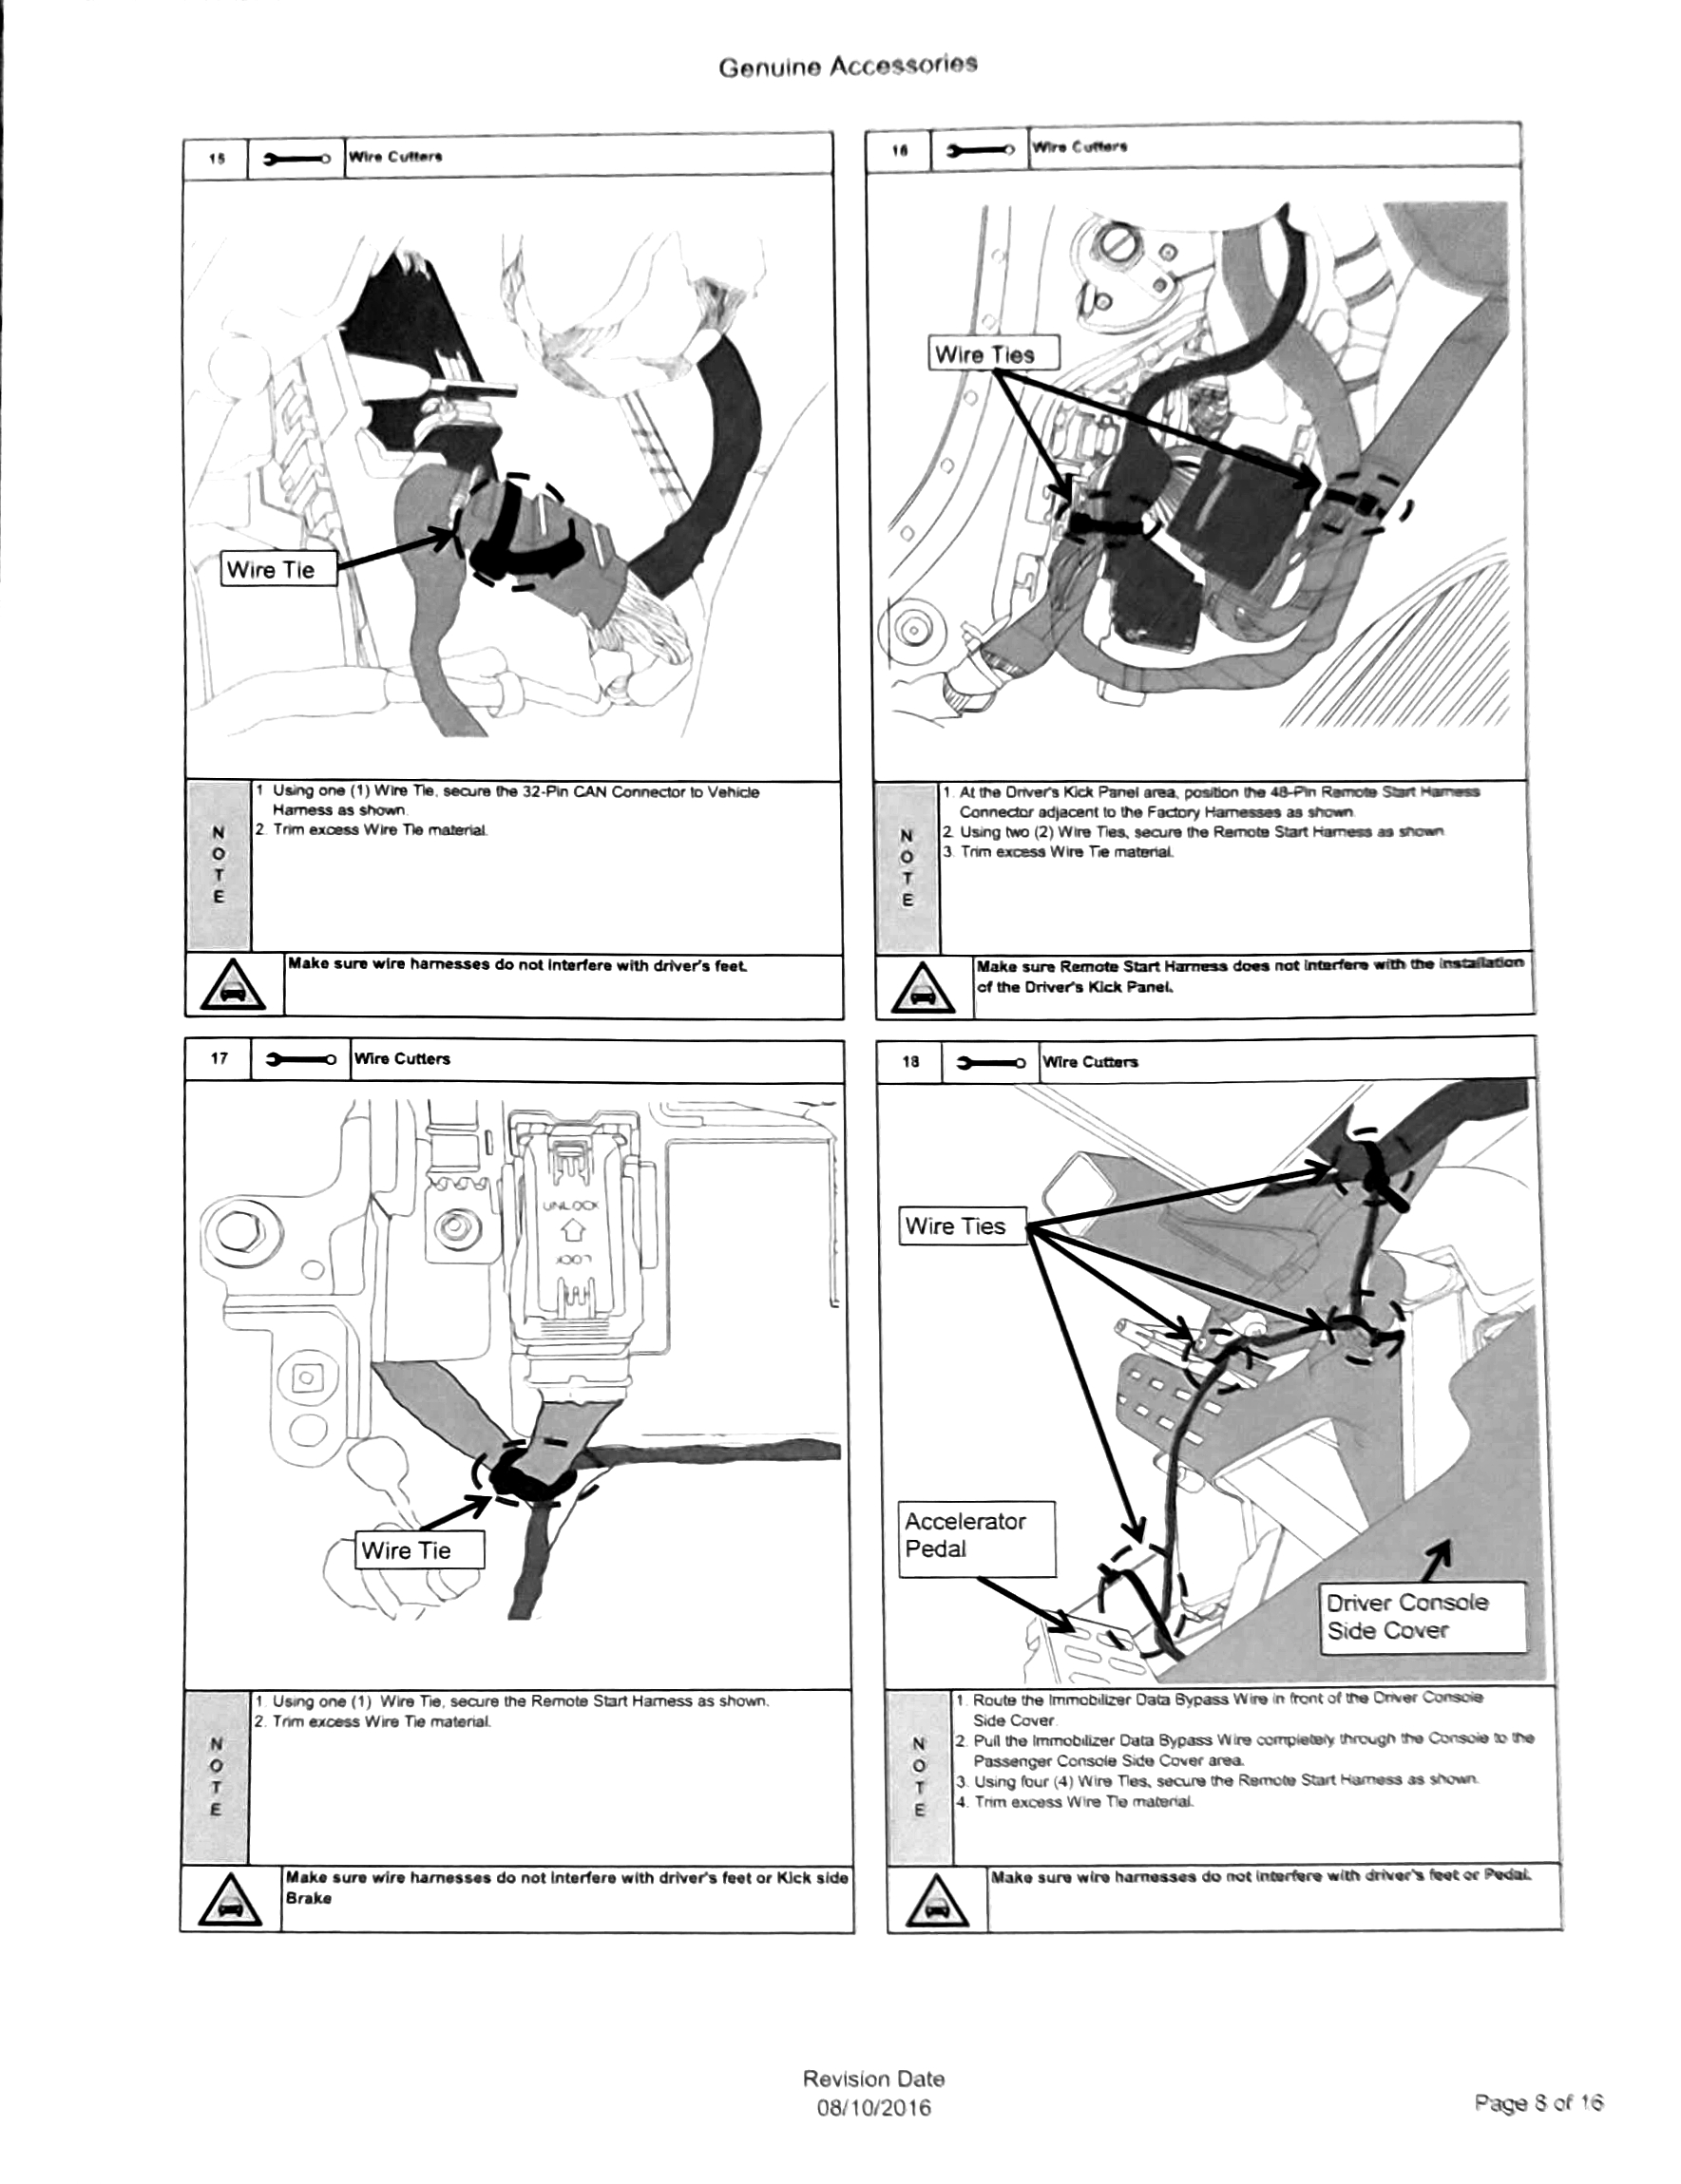 Genuine Accessories
15
Wire Cutters
Wire Tie
NOTE
1 Using one (1) Wire Tie, secure the 32-Pin CAN Connector to Vehicle
Harness as shown.
2. Trim excess Wire Tie material.
Make sure wire harnesses do not interfere with driver's feet.
16
Wire Cutters
Wire Ties
NOTE
1. At the Driver's Kick Panel area, position the 48-Pin Remote Start Harness
Connector adjacent to the Factory Harnesses as shown
2. Using two (2) Wire Ties, secure the Remote Start Harness as shown
3. Trim excess Wire Tie material.
Make sure Remote Start Harness does not interfere with the installation
of the Driver's Kick Panel.
17
Wire Cutters
UNLOCK
LOCK
Wire Tie
NOTE
1. Using one (1) Wire Tie, secure the Remote Start Harness as shown.
2. Trim excess Wire Tie material.
Make sure wire harnesses do not interfere with driver's feet or Kick side
Brake
18
Wire Cutters
Wire Ties
Accelerator
Pedal
Driver Console
Side Cover
NOTE
1. Route the Immobilizer Data Bypass Wire in front of the Driver Console
Side Cover.
2. Pull the Immobilizer Data Bypass Wire completely through the Console to the
Passenger Console Side Cover area.
3. Using four (4) Wire Ties, secure the Remote Start Harness as shown.
4. Trim excess Wire Tie material.
Make sure wire harnesses do not interfere with driver's feet or Pedal.
Revision Date
08/10/2016
Page 8 of 16